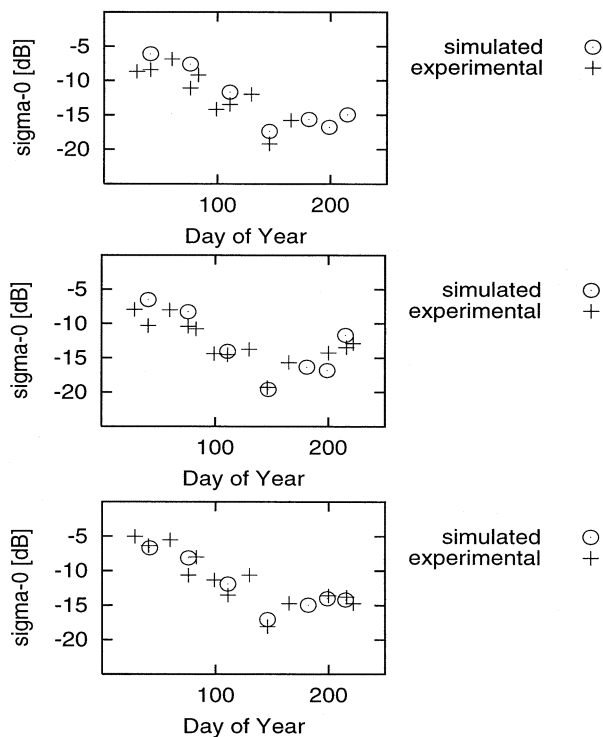 simulated
experimental
sigma-0 [dB]
-5
-10
-15
-20
100
200
Day of Year
simulated
experimental
sigma-0 [dB]
-5
-10
-15
-20
100
200
Day of Year
simulated
experimental
sigma-0 [dB]
-5
-10
-15
-20
100
200
Day of Year